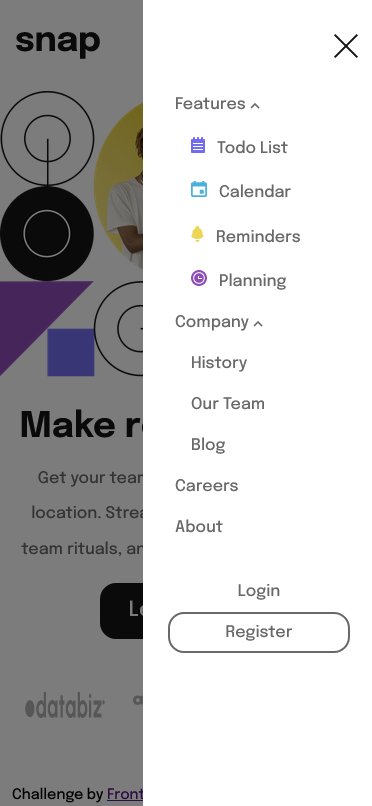 snap
Features
Todo List
Calendar
Reminders
Planning
Company
History
Our Team
Blog
Careers
About
Login
Register
Make r
Get your team
location. Strea
team rituals, an
Le
databiz
Challenge by Front